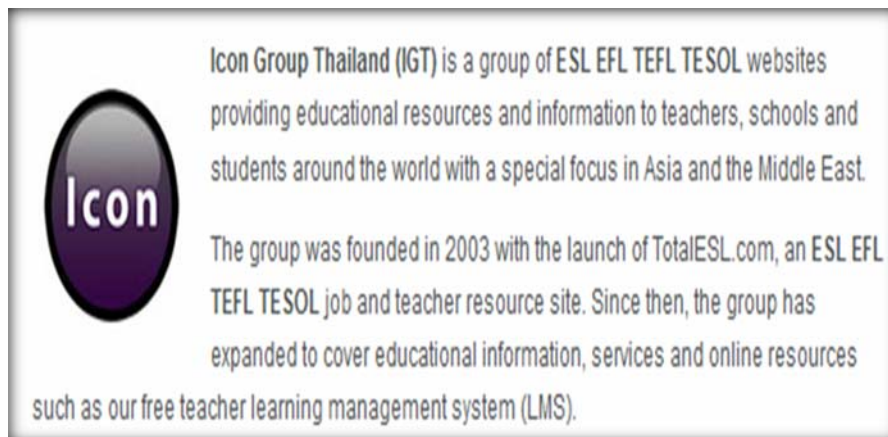 Icon
Icon Group Thailand (IGT) is a group of ESL EFL TEFL TESOL websites
providing educational resources and information to teachers, schools and
students around the world with a special focus in Asia and the Middle East.
The group was founded in 2003 with the launch of TotalESL.com, an ESL EFL
TEFL TESOL job and teacher resource site. Since then, the group has
expanded to cover educational information, services and online resources
such as our free teacher learning management system (LMS).